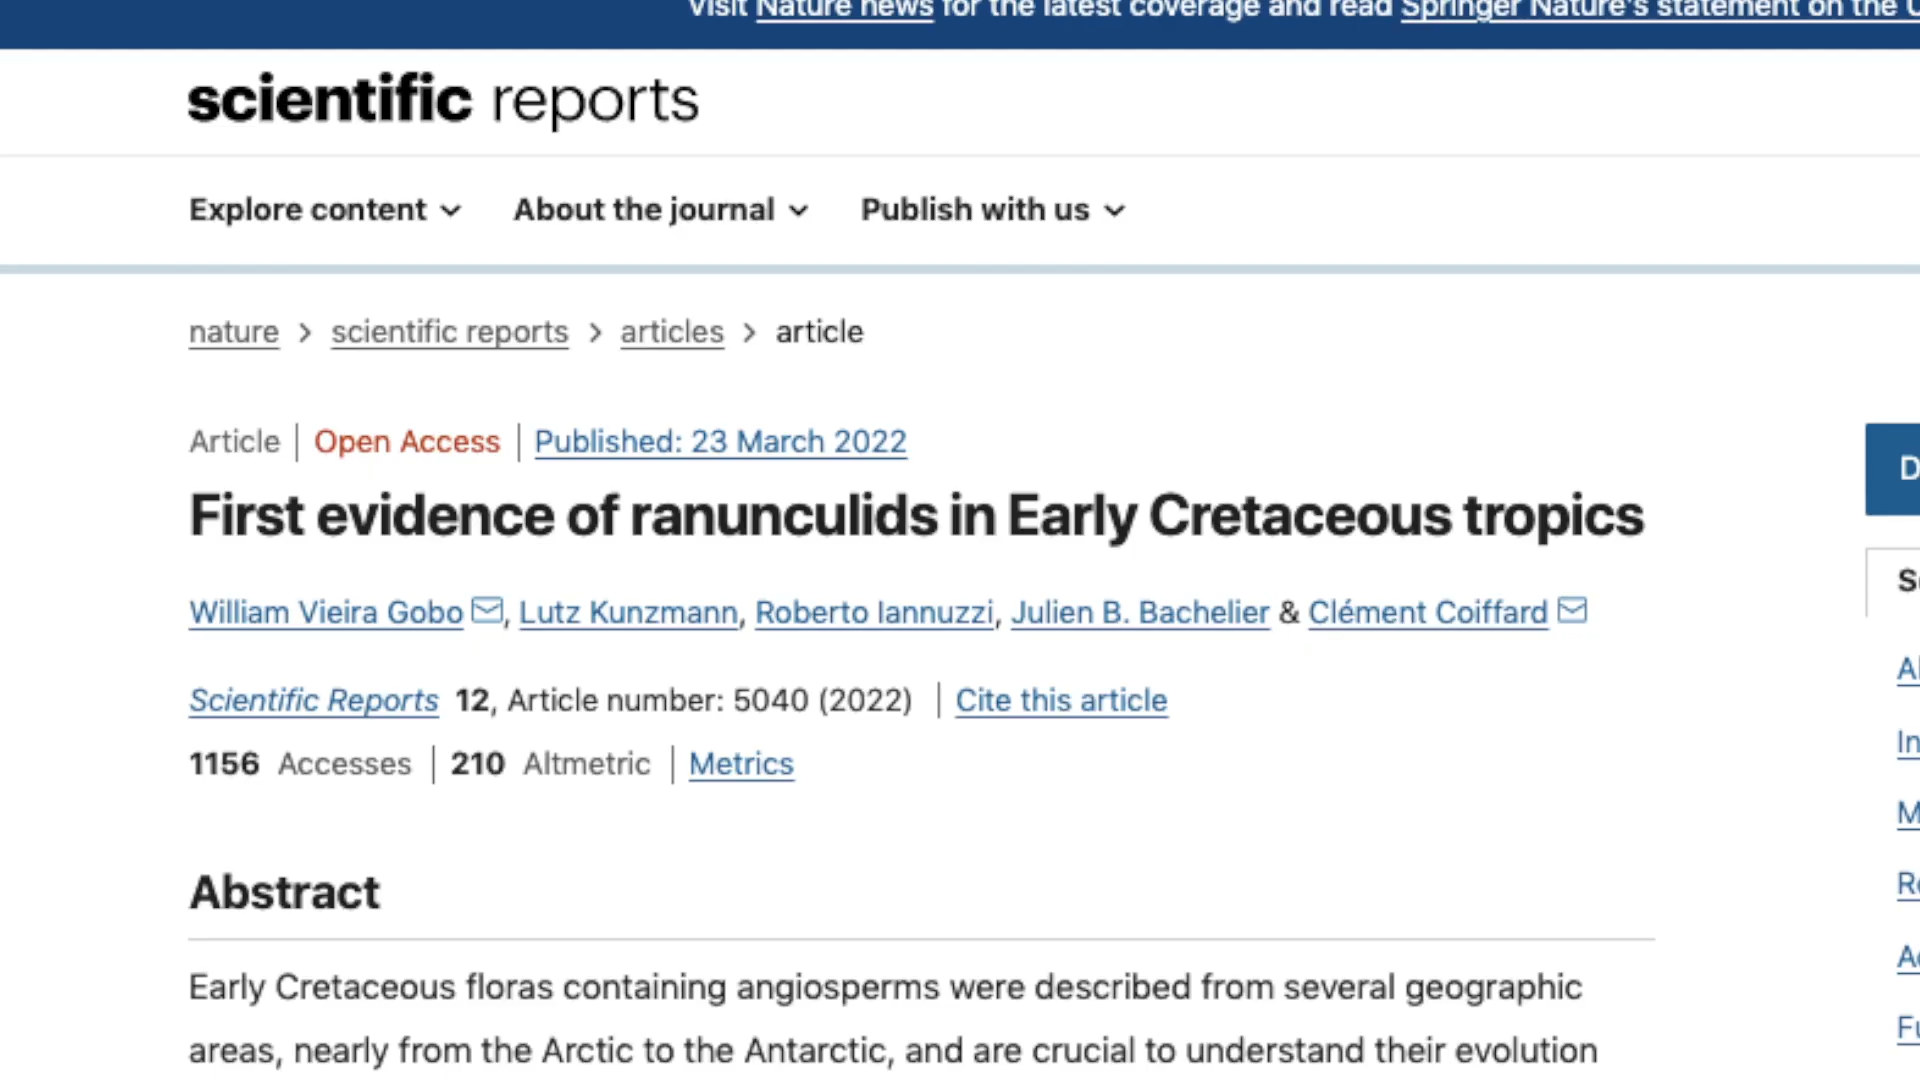 Visit Nature news for the latest coverage and read Springer Nature's statement on the
scientific reports
Explore content About the journal Publish with us
nature > scientific reports > articles > article
Article | Open Access | Published: 23 March 2022
First evidence of ranunculids in Early Cretaceous tropics
William Vieira Gobo, Lutz Kunzmann, Roberto Iannuzzi, Julien B. Bachelier & Clément Coiffard
Scientific Reports 12, Article number: 5040 (2022) | Cite this article
1156 Accesses | 210 Altmetric | Metrics
Abstract
Early Cretaceous floras containing angiosperms were described from several geographic
areas, nearly from the Arctic to the Antarctic, and are crucial to understand their evolution